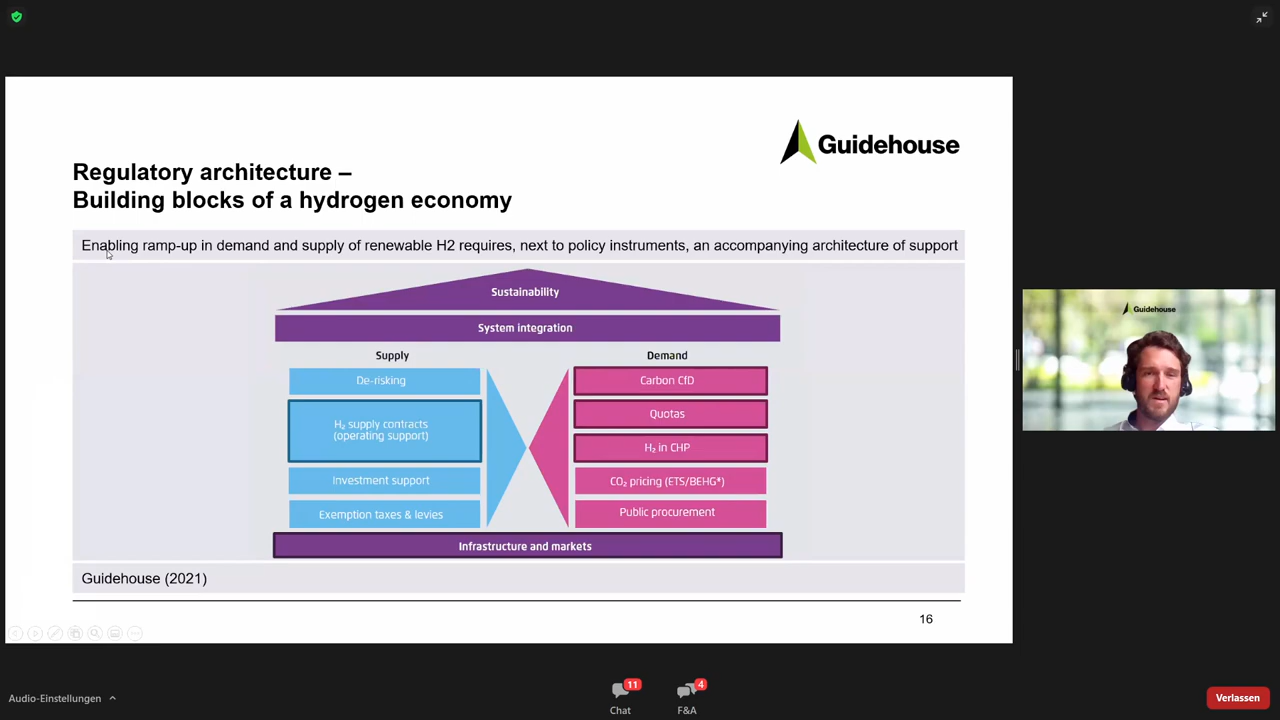 Guidehouse
Regulatory architecture –
Building blocks of a hydrogen economy
Enabling ramp-up in demand and supply of renewable H2 requires, next to policy instruments, an accompanying architecture of support
Sustainability
System integration
Supply
De-risking
H₂ supply contracts
(operating support)
Investment support
Exemption taxes & levies
Demand
Carbon CfD
Quotas
H₂ in CHP
CO₂ pricing (ETS/BEHG*)
Public procurement
Infrastructure and markets
Guidehouse (2021)
16
Guidehouse
Audio-Einstellungen
11
Chat
4
F&A
Verlassen